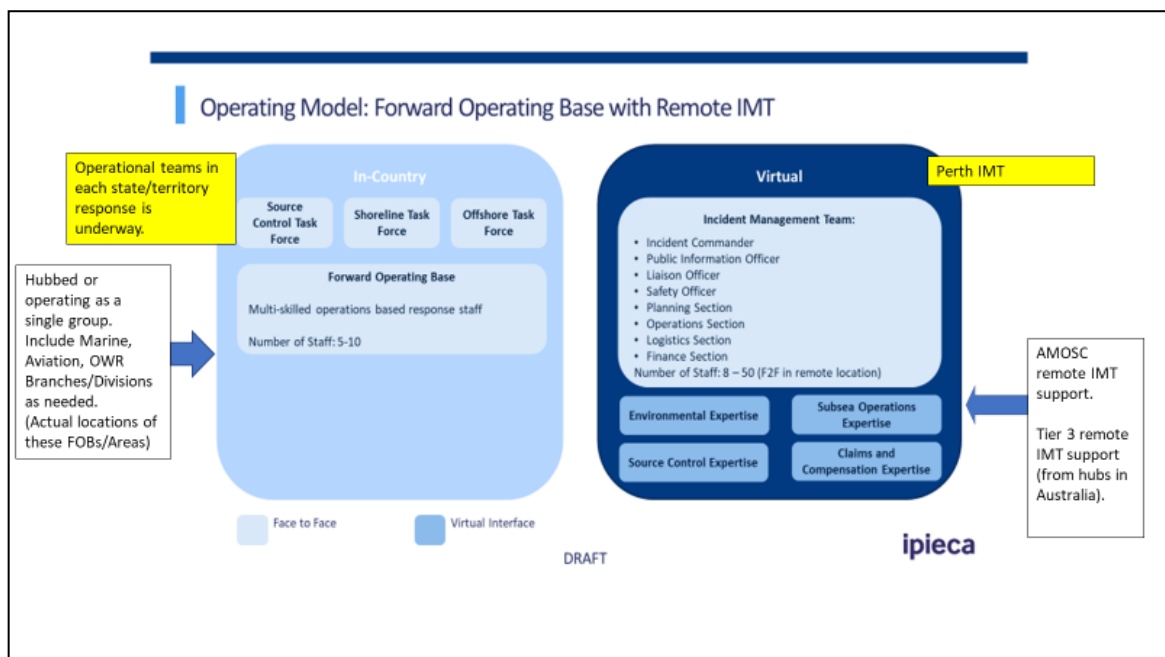 Operating Model: Forward Operating Base with Remote IMT
Operational teams in
each state/territory
response is
underway.
Hubbed or
operating as a
single group.
Include Marine,
Aviation, OWR
Branches/Divisions
as needed.
(Actual locations of
these FOBs/Areas)
In-Country
Source
Control Task
Force
Shoreline Task
Force
Offshore Task
Force
Forward Operating Base
Multi-skilled operations based response staff
Number of Staff: 5-10
Virtual
Perth IMT
Incident Management Team:
• Incident Commander
• Public Information Officer
• Liaison Officer
• Safety Officer
• Planning Section
• Operations Section
• Logistics Section
• Finance Section
Number of Staff: 8 – 50 (F2F in remote location)
Environmental Expertise
Subsea Operations
Expertise
Source Control Expertise
Claims and
Compensation Expertise
AMOSC
remote IMT
support.
Tier 3 remote
IMT support
(from hubs in
Australia).
Face to Face
Virtual Interface
DRAFT
ipieca